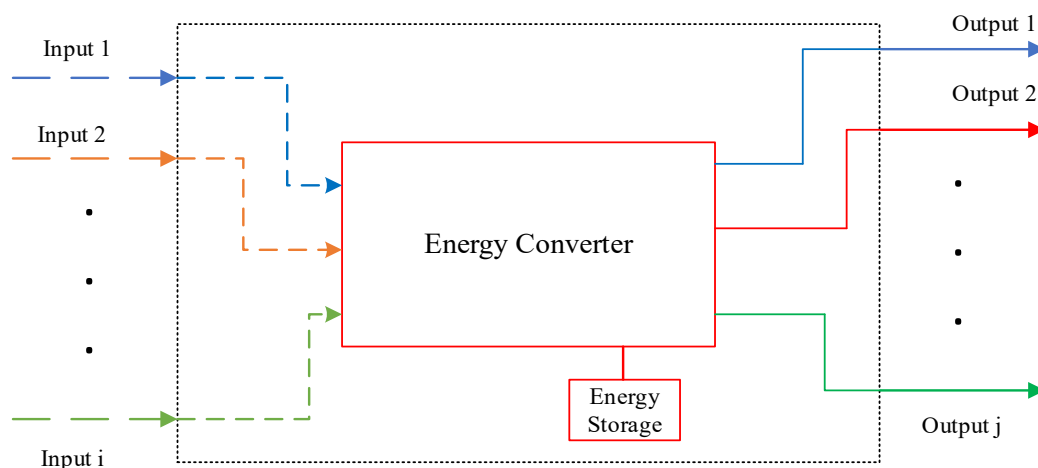 Input 1
Input 2
Input i
Energy Converter
Energy
Storage
Output 1
Output 2
Output j